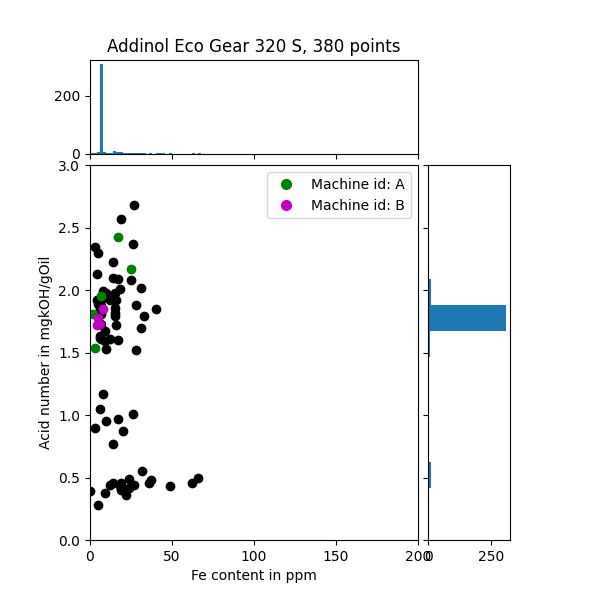 Addinol Eco Gear 320 S, 380 points
200
0
3.0
2.5
2.0
1.5
1.0
0.5
0.0
Acid number in mgkOH/gOil
Machine id: A
Machine id: B
0 50 100 150 200
0 250
Fe content in ppm